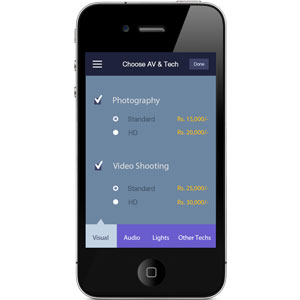 Choose AV & Tech Done
Photography
Standard Rs. 15,000/-
HD Rs. 20,000/-
Video Shooting
Standard Rs. 25,000/-
HD Rs. 30,000/-
Visual Audio Lights Other Techs